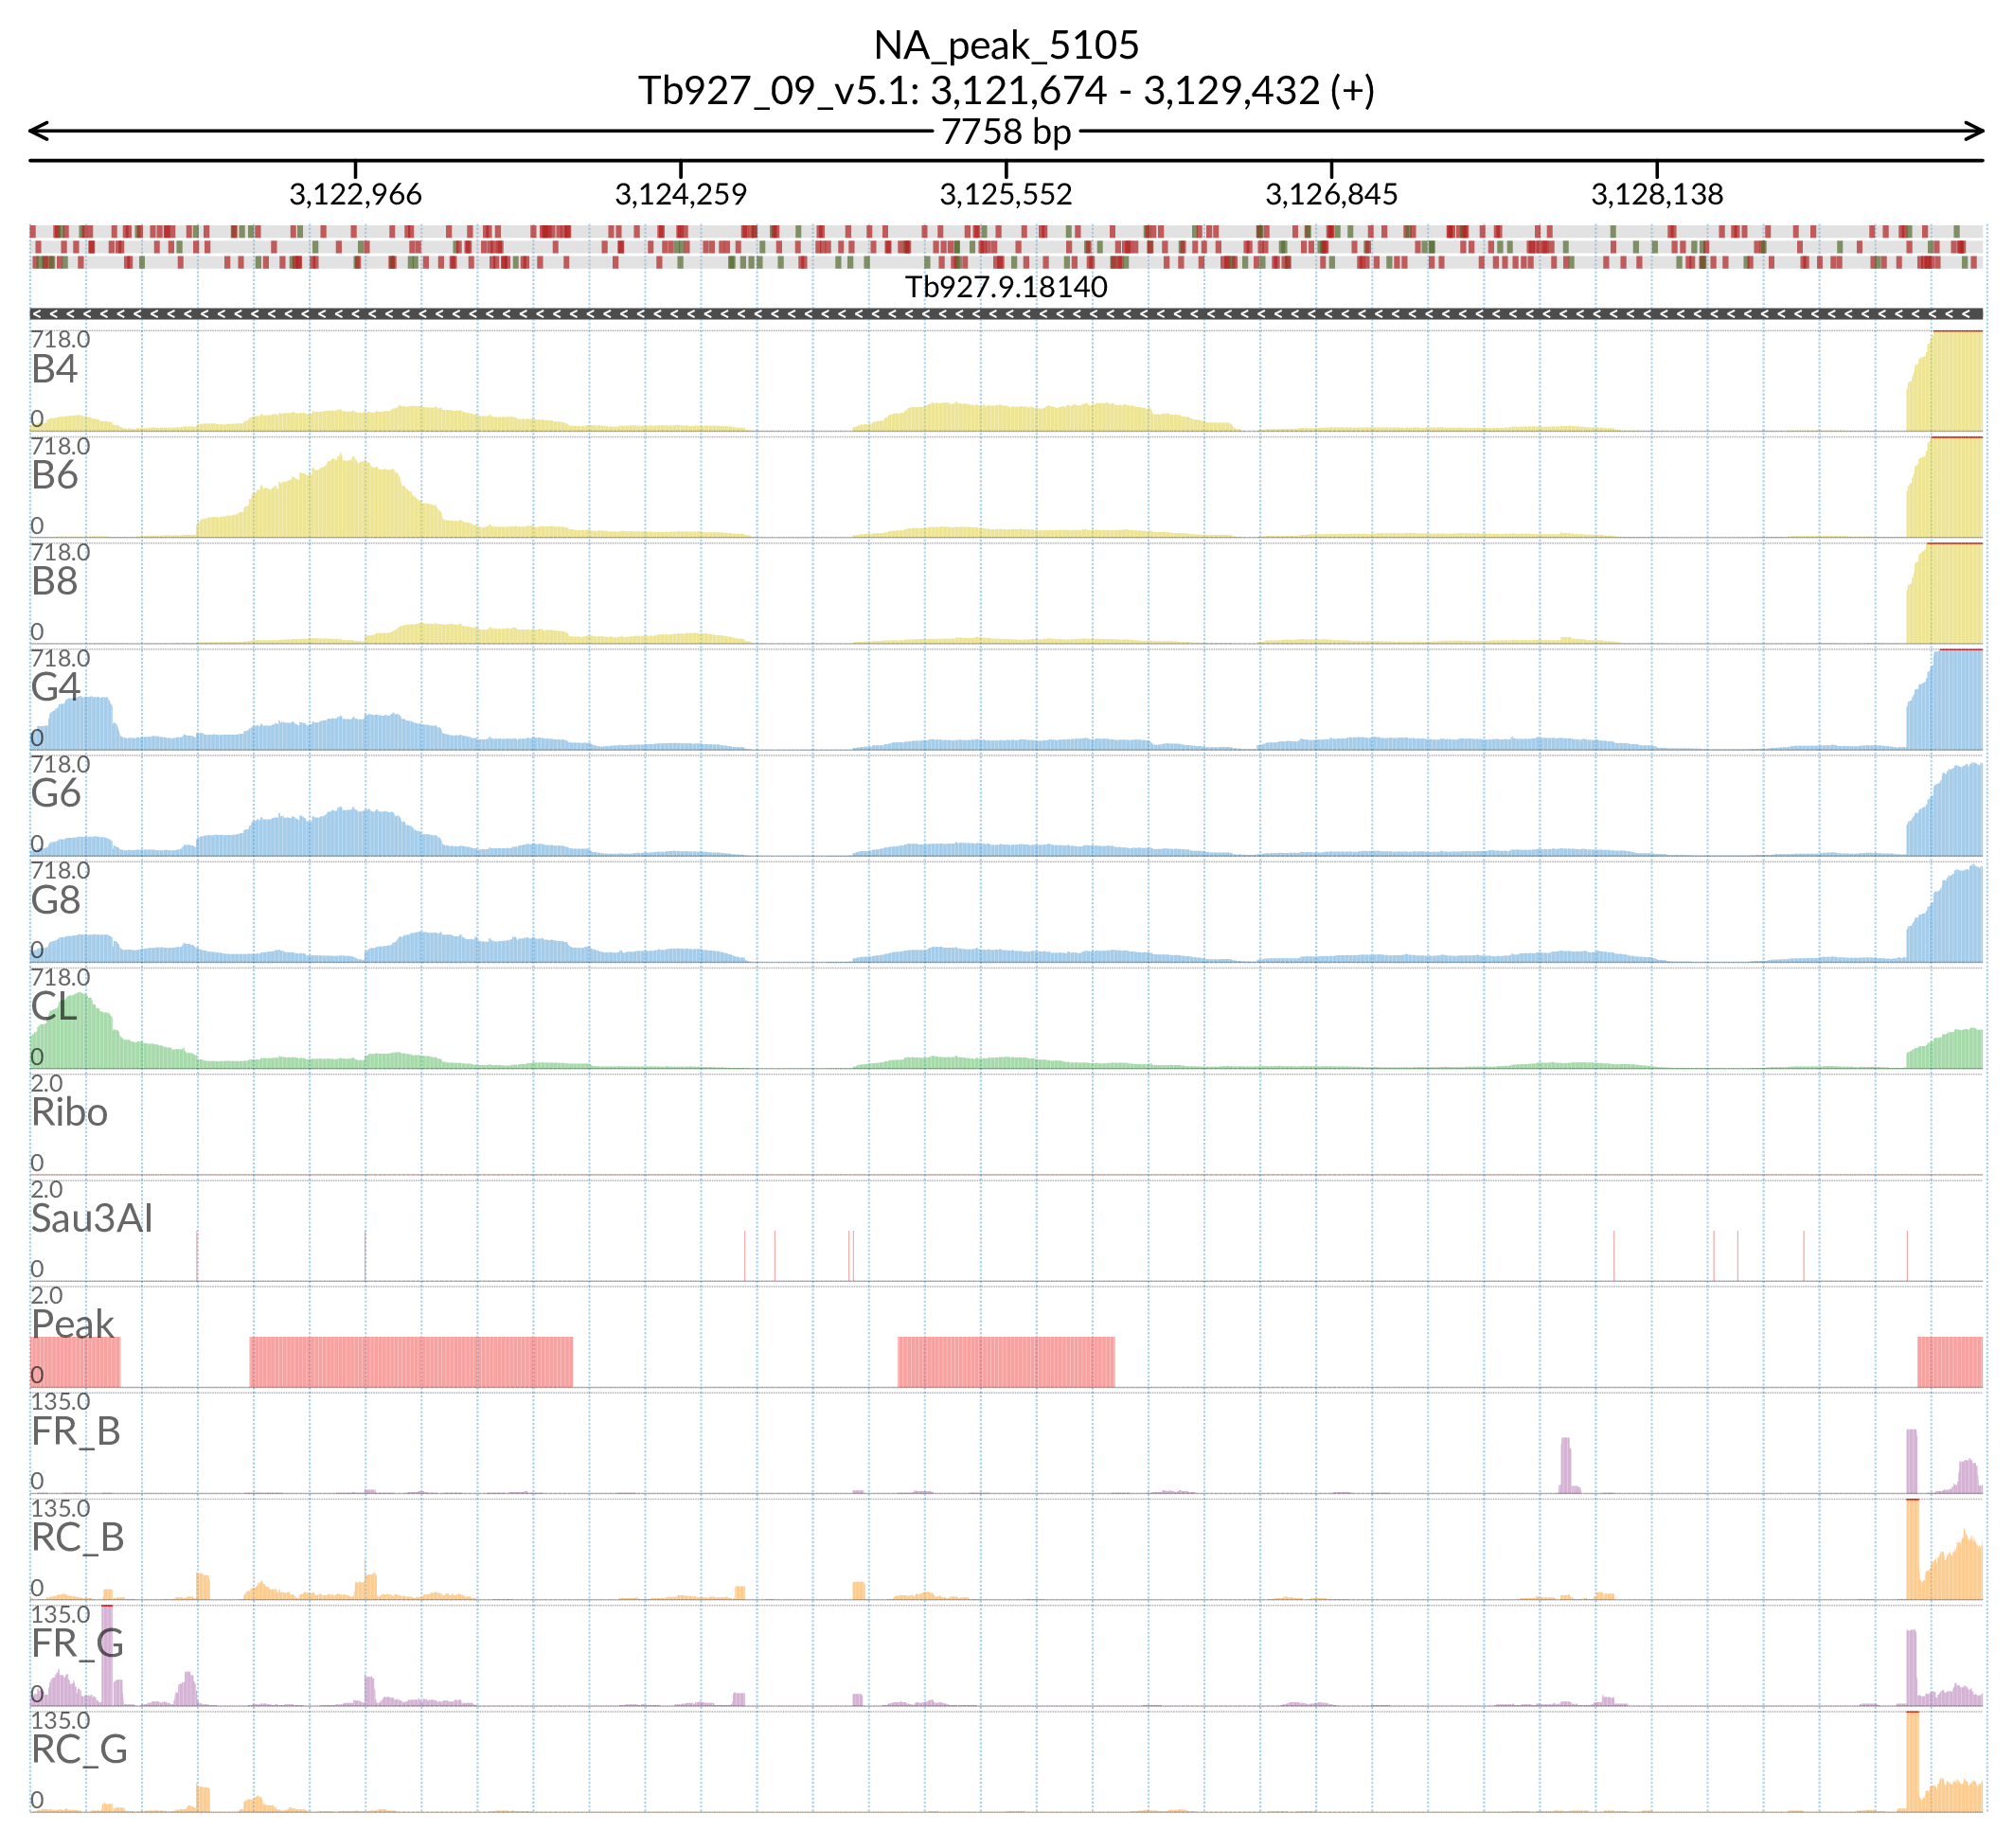 NA_peak_5105
Tb927_09_v5.1: 3,121,674 - 3,129,432 (+)
7758 bp
3,122,966 3,124,259 3,125,552 3,126,845 3,128,138
Tb927.9.18140
718.0
B4
0
718.0
B6
0
718.0
B8
0
718.0
G4
0
718.0
G6
0
718.0
G8
0
718.0
CL
0
2.0
Ribo
0
2.0
Sau3AI
0
2.0
Peak
0
135.0
FR_B
0
135.0
RC_B
0
135.0
FR_G
0
135.0
RC_G
0